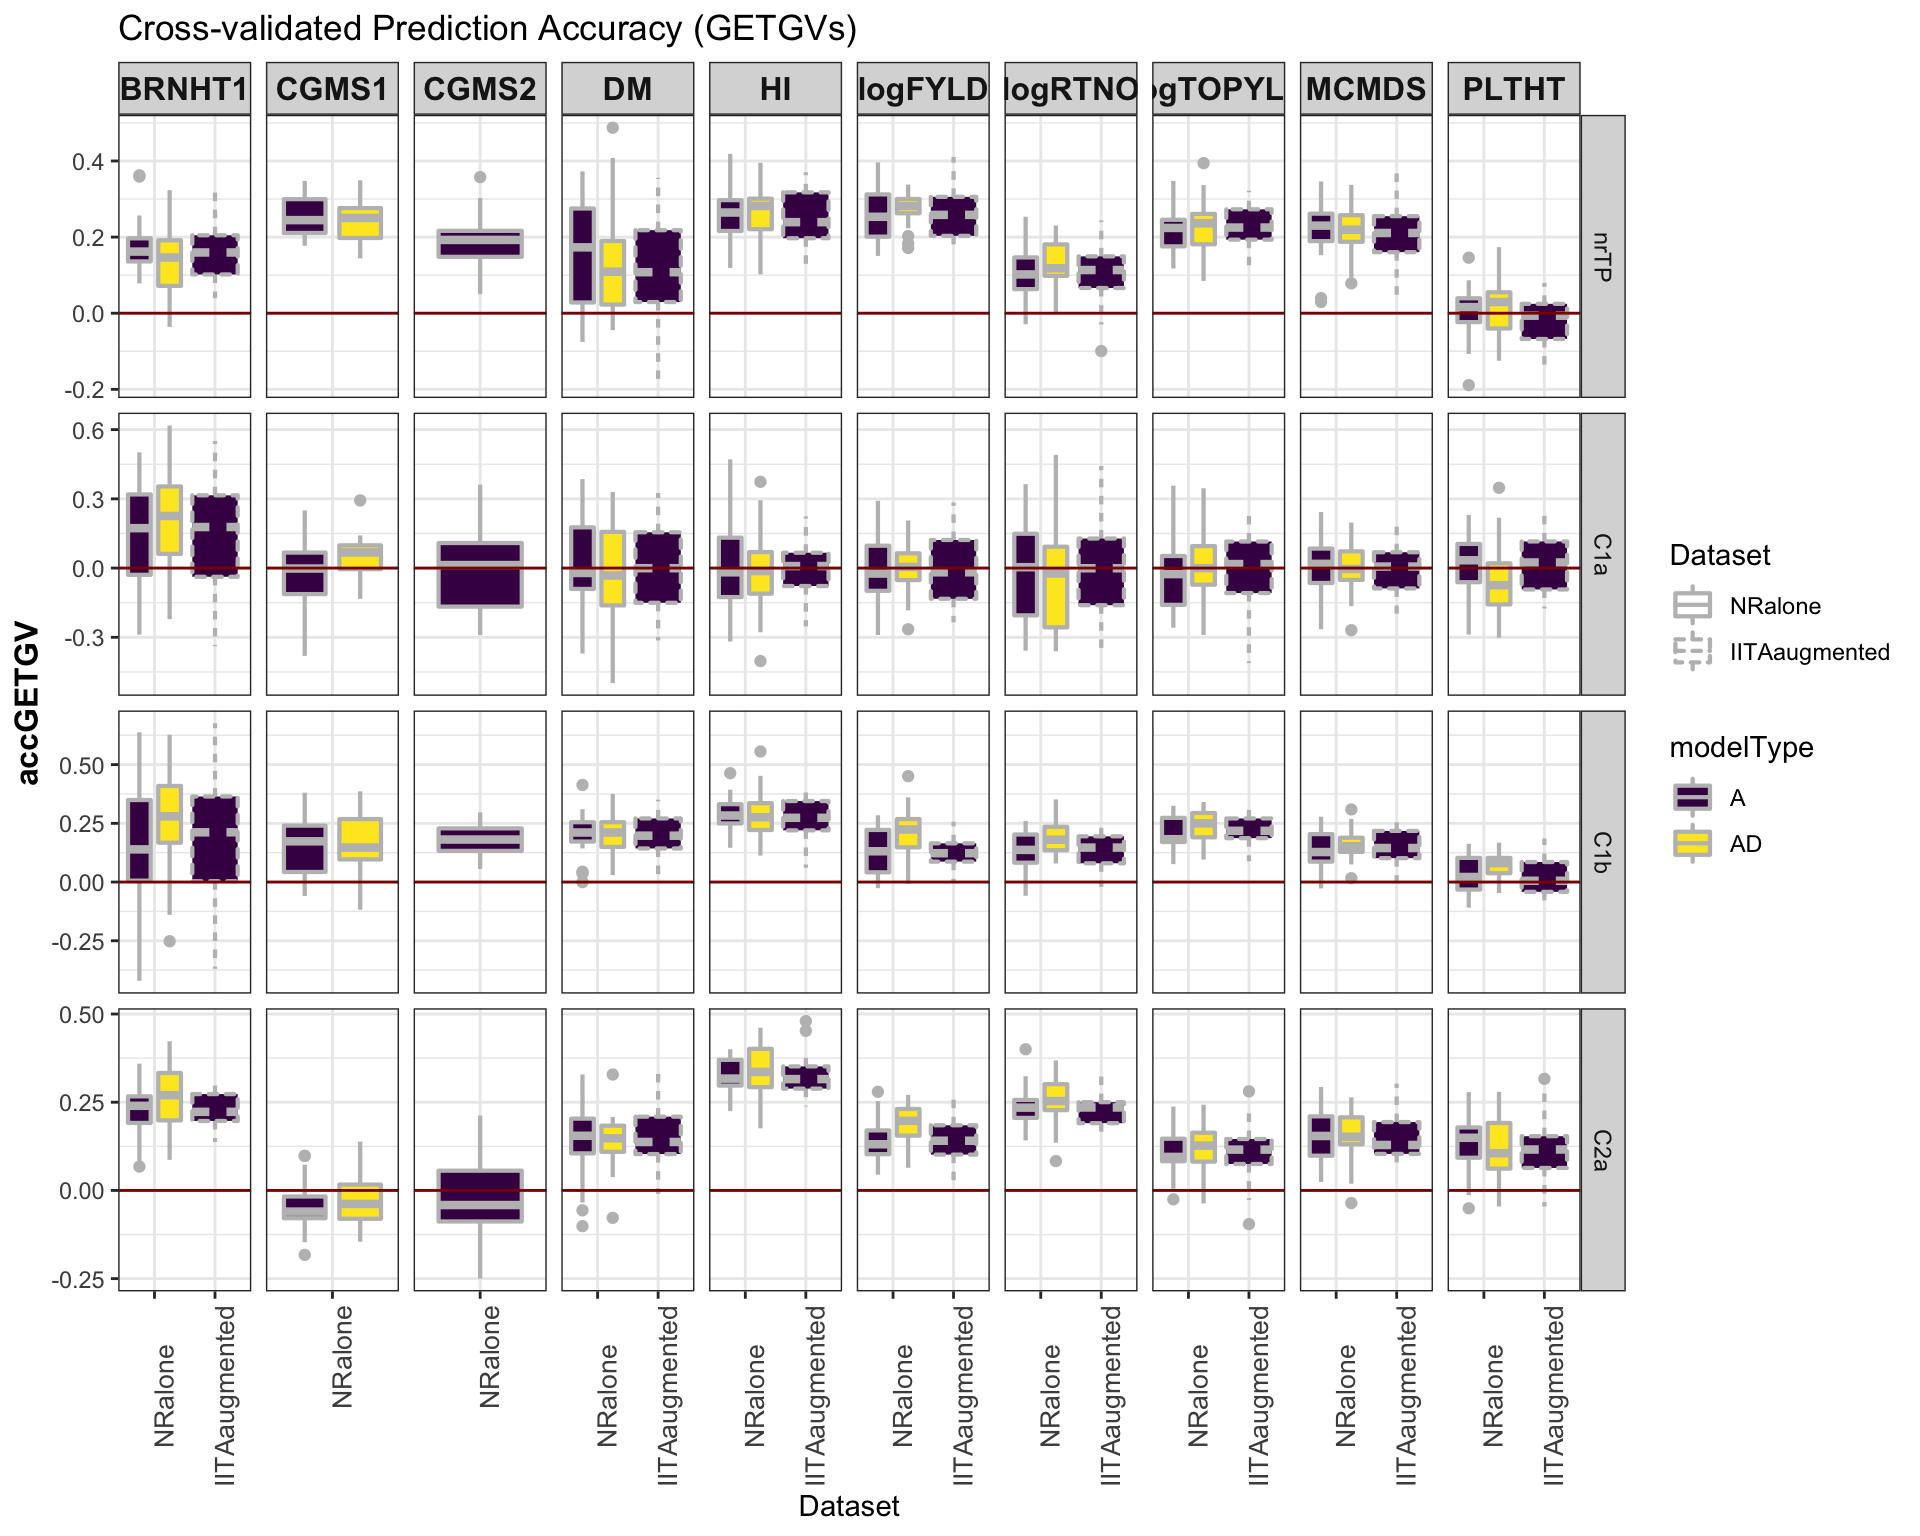 Cross-validated Prediction Accuracy (GETGVs)
BRNHT1 CGMS1 CGMS2 DM HI logFYLD logRTNO ogTOPYL MCMDS PLTHT
0.4
0.2
0.0
-0.2
nrTP
0.6
0.3
0.0
-0.3
C1a
0.50
0.25
0.00
-0.25
C1b
0.50
0.25
0.00
-0.25
C2a
accGETGV
NRalone IITAaugmented NRalone NRalone NRalone IITAaugmented NRalone IITAaugmented NRalone IITAaugmented NRalone IITAaugmented NRalone IITAaugmented NRalone IITAaugmented NRalone IITAaugmented
Dataset
Dataset
NRalone
IITAaugmented
modelType
A
AD